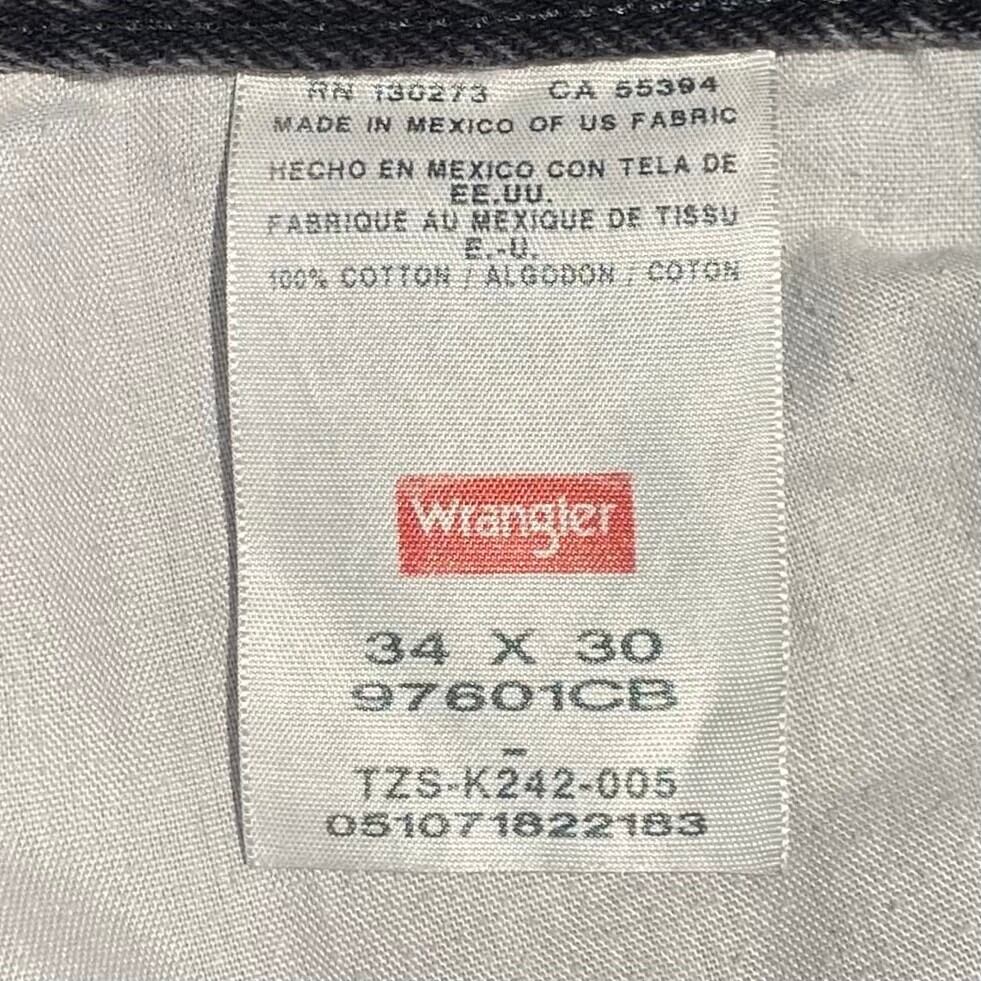 RN 130273 CA 55394
MADE IN MEXICO OF US FABRIC
HECHO EN MEXICO CON TELA DE
EE.UU.
FABRIQUE AU MEXIQUE DE TISSU
E.-U.
100% COTTON / ALGODON / COTON
Wrangler
34 X 30
97601CB
-
TZS-K242-005
051071822183